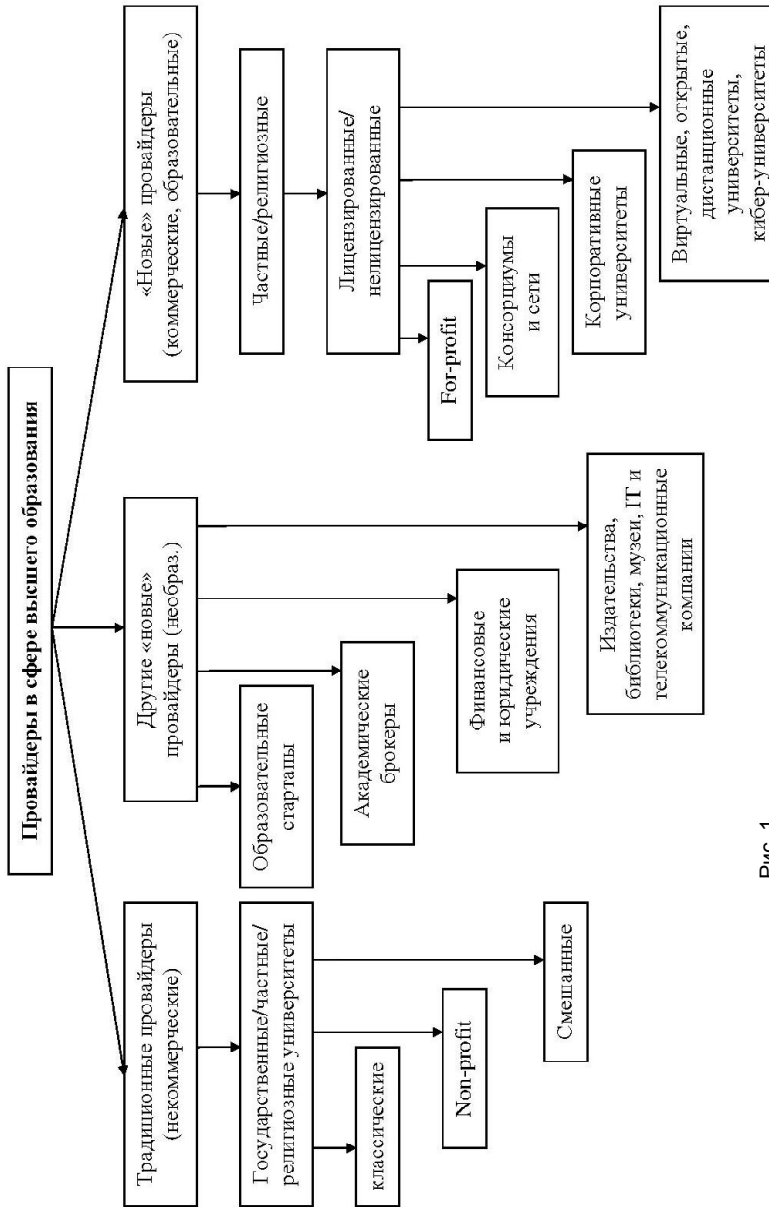 Провайдеры в сфере высшего образования
Традиционные провайдеры
(некоммерческие)
Государственные/частные/
религиозные университеты
классические
Non-profit
Смешанные
Другие «новые»
провайдеры (необраз.)
Образовательные
стартапы
Академические
брокеры
Финансовые
и юридические
учреждения
Издательства,
библиотеки, музеи, IT и
телекоммуникационные
компании
«Новые» провайдеры
(коммерческие, образовательные)
Частные/религиозные
Лицензированные/
нелицензированные
For-profit
Консорциумы
и сети
Корпоративные
университеты
Виртуальные, открытые,
дистанционные
университеты,
кибер-университеты
Рис. 1